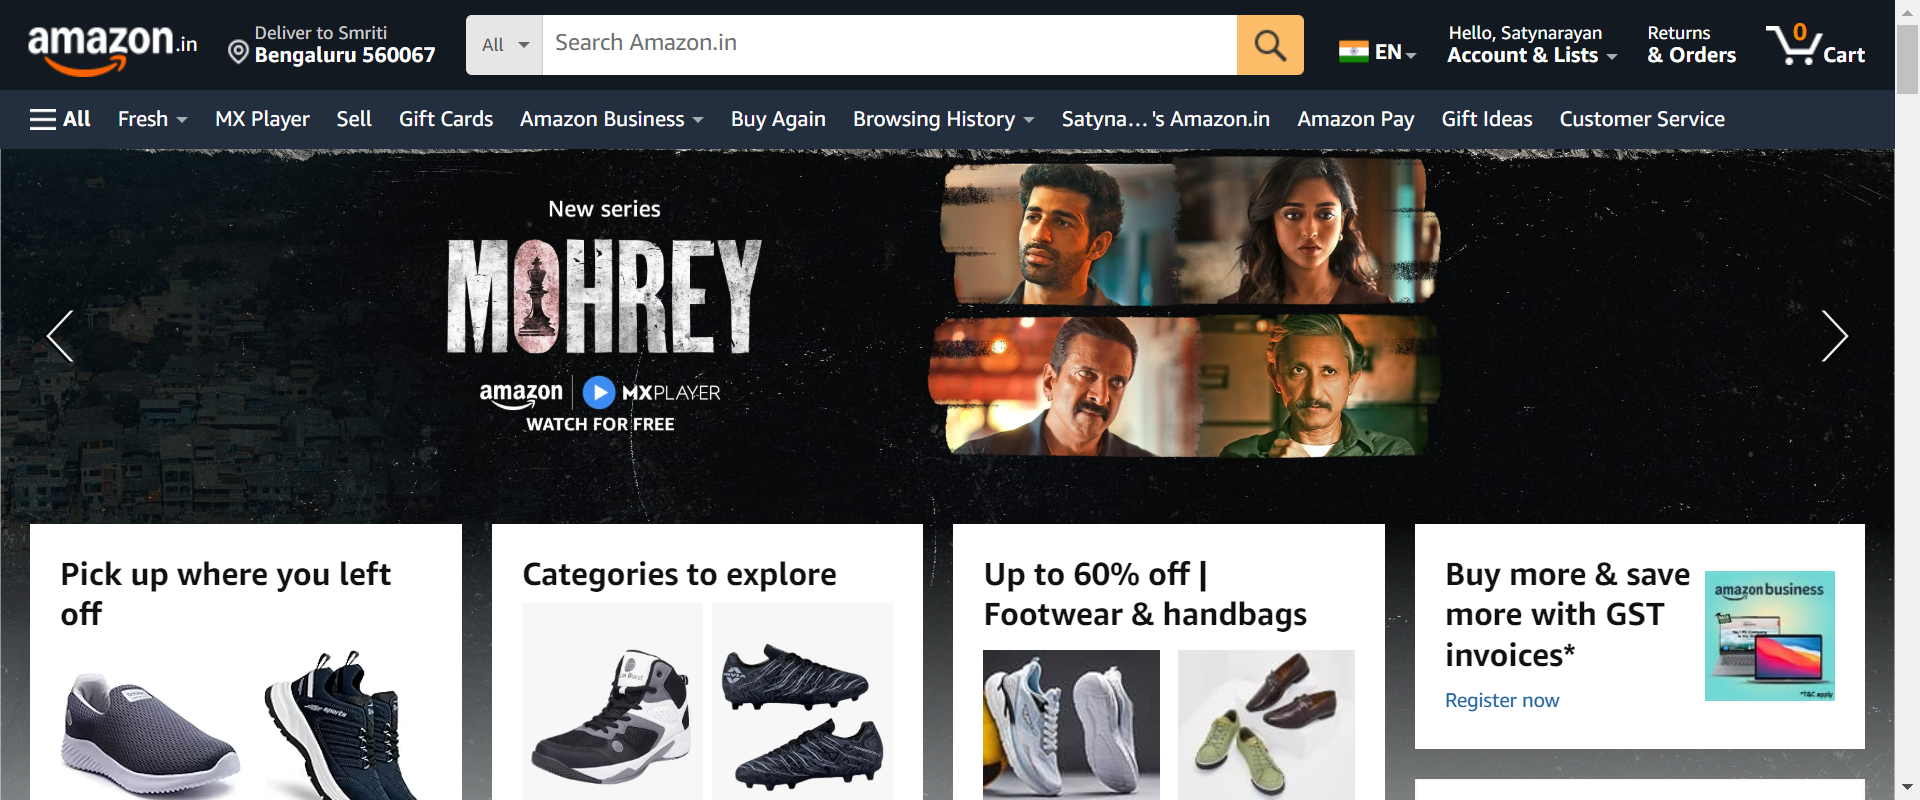 amazon.in
Deliver to Smriti
Bengaluru 560067
All
Search Amazon.in
EN
Hello, Satynarayan
Account & Lists
Returns
& Orders
0
Cart
All
Fresh
MX Player
Sell
Gift Cards
Amazon Business
Buy Again
Browsing History
Satyna... 's Amazon.in
Amazon Pay
Gift Ideas
Customer Service
New series
MOHREY
amazon | MXPLAYER
WATCH FOR FREE
Pick up where you left
off
Categories to explore
Up to 60% off |
Footwear & handbags
Buy more & save
more with GST
invoices*
Register now
amazon business
*T&C apply